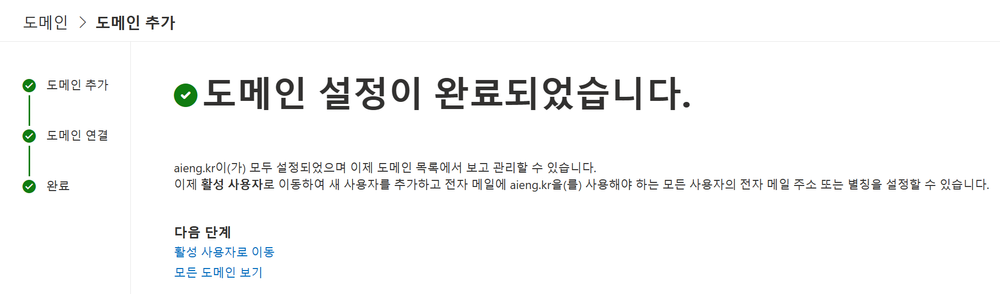 도메인 > 도메인 추가
도메인 추가
도메인 연결
완료
도메인 설정이 완료되었습니다.
aieng.kr이(가) 모두 설정되었으며 이제 도메인 목록에서 보고 관리할 수 있습니다.
이제 활성 사용자로 이동하여 새 사용자를 추가하고 전자 메일에 aieng.kr을(를) 사용해야 하는 모든 사용자의 전자 메일 주소 또는 별칭을 설정할 수 있습니다.
다음 단계
활성 사용자로 이동
모든 도메인 보기